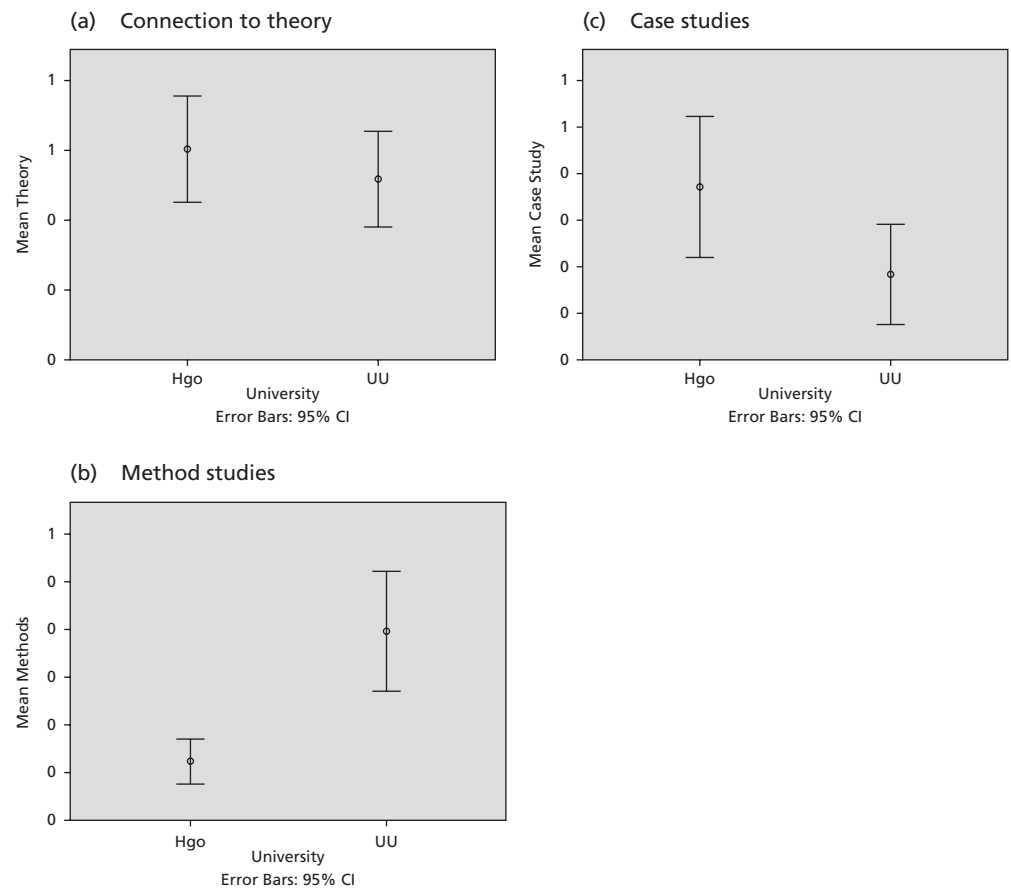 (a) Connection to theory
Mean Theory
1
1
0
0
0
Hgo UU
University
Error Bars: 95% CI
(c) Case studies
Mean Case Study
1
1
0
0
0
0
0
Hgo UU
University
Error Bars: 95% CI
(b) Method studies
Mean Methods
1
0
0
0
0
0
0
Hgo UU
University
Error Bars: 95% CI